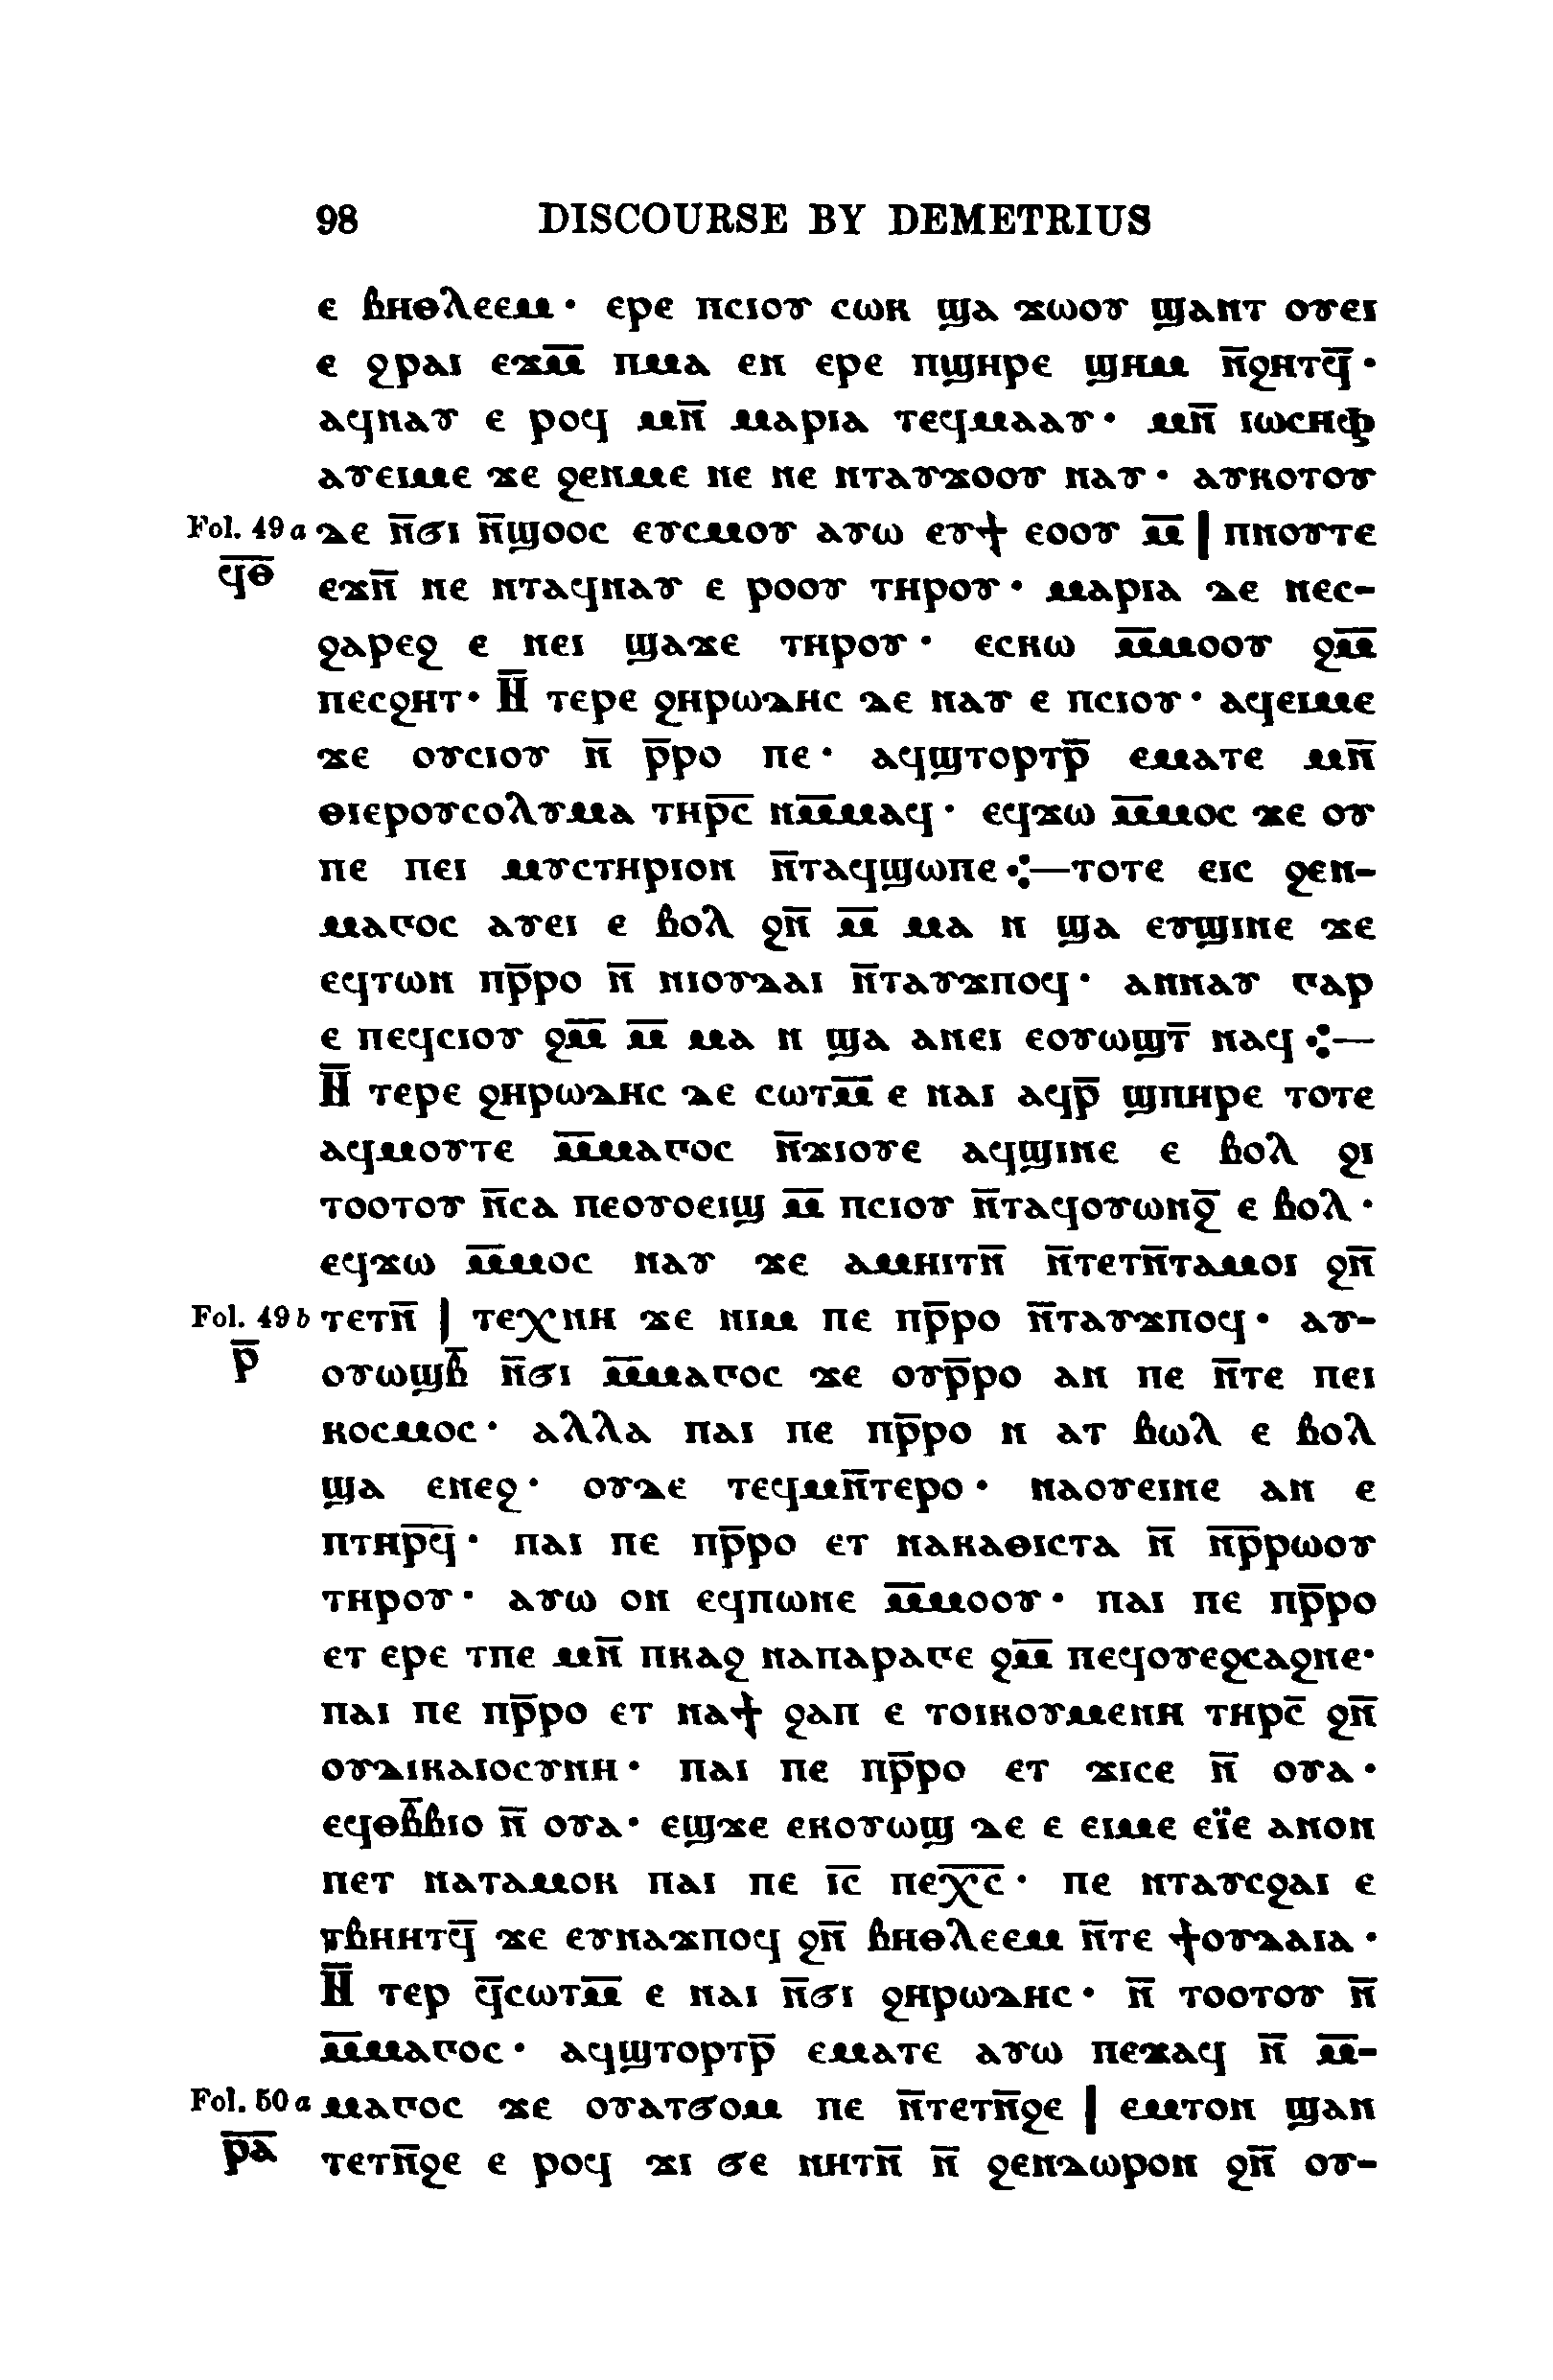 98 DISCOURSE BY DEMETRIUS
ⲉ ⲃⲏⲑⲗⲉⲉⲙ· ⲉⲣⲉ ⲡⲥⲓⲟⲩ ⲥⲱⲕ ϣⲁ ϫⲱⲟⲩ ϣⲁⲛⲧ ⲟⲩⲉⲓ
ⲉ ϩⲣⲁⲓ ⲉϫⲙ̅ ⲡⲙⲁ ⲉⲛ ⲉⲣⲉ ⲡϣⲏⲣⲉ ϣⲏⲙ ⲛ̅ϩⲏⲧϥ̅·
ⲁϥⲛⲁⲩ ⲉ ⲣⲟϥ ⲙⲛ̅ ⲙⲁⲣⲓⲁ ⲧⲉϥⲙⲁⲁⲩ· ⲙⲛ̅ ⲓⲱⲥⲏⲫ
ⲁⲩⲉⲓⲙⲉ ϫⲉ ϩⲉⲛⲙⲉ ⲛⲉ ⲛⲉ ⲛⲧⲁⲩϫⲟⲟⲩ ⲛⲁⲩ· ⲁⲩⲕⲟⲧⲟⲩ
Fol. 49 a ⲇⲉ ⲛ̅ϭⲓ ⲛ̅ϣⲟⲟⲥ ⲉⲩⲥⲙⲟⲩ ⲁⲩⲱ ⲉⲩϯ ⲉⲟⲟⲩ ⲙ̅ | ⲡⲛⲟⲩⲧⲉ
ϥ̅ⲑ̅ ⲉϫⲛ̅ ⲛⲉ ⲛⲧⲁϥⲛⲁⲩ ⲉ ⲣⲟⲟⲩ ⲧⲏⲣⲟⲩ· ⲙⲁⲣⲓⲁ ⲇⲉ ⲛⲉⲥ-
ϩⲁⲣⲉϩ ⲉ ⲛⲉⲓ ϣⲁϫⲉ ⲧⲏⲣⲟⲩ· ⲉⲥⲕⲱ ⲙ̅ⲙⲟⲟⲩ ϩⲙ̅
ⲡⲉⲥϩⲏⲧ· ⲛ̅ ⲧⲉⲣⲉ ϩⲏⲣⲱⲇⲏⲥ ⲇⲉ ⲛⲁⲩ ⲉ ⲡⲥⲓⲟⲩ· ⲁϥⲉⲓⲙⲉ
ϫⲉ ⲟⲩⲥⲓⲟⲩ ⲛ̅ ⲣ̅ⲣⲟ ⲡⲉ· ⲁϥϣⲧⲟⲣⲧⲣ̅ ⲉⲙⲁⲧⲉ ⲙⲛ̅
ⲑⲓⲉⲣⲟⲩⲥⲟⲗⲩⲙⲁ ⲧⲏⲣⲥ̅ ⲛⲙ̅ⲙⲁϥ· ⲉϥϫⲱ ⲙ̅ⲙⲟⲥ ϫⲉ ⲟⲩ
ⲡⲉ ⲡⲉⲓ ⲙⲩⲥⲧⲏⲣⲓⲟⲛ ⲛ̅ⲧⲁϥϣⲱⲡⲉ⁖—ⲧⲟⲧⲉ ⲉⲓⲥ ϩⲉⲛ-
ⲙⲁⲅⲟⲥ ⲁⲩⲉⲓ ⲉ ⲃⲟⲗ ϩⲛ̅ ⲙ̅ ⲙⲁ ⲛ ϣⲁ ⲉⲩϣⲓⲛⲉ ϫⲉ
ⲉϥⲧⲱⲛ ⲡⲣ̅ⲣⲟ ⲛ̅ ⲛⲓⲟⲩⲇⲁⲓ ⲛ̅ⲧⲁⲩϫⲡⲟϥ· ⲁⲛⲛⲁⲩ ⲅⲁⲣ
ⲉ ⲡⲉϥⲥⲓⲟⲩ ϩⲙ̅ ⲙ̅ ⲙⲁ ⲛ ϣⲁ ⲁⲛⲉⲓ ⲉⲟⲩⲱϣⲧ̅ ⲛⲁϥ⁖—
ⲛ̅ ⲧⲉⲣⲉ ϩⲏⲣⲱⲇⲏⲥ ⲇⲉ ⲥⲱⲧⲙ̅ ⲉ ⲛⲁⲓ ⲁϥⲣ̅ ϣⲡⲏⲣⲉ ⲧⲟⲧⲉ
ⲁϥⲙⲟⲩⲧⲉ ⲙ̅ⲙⲁⲅⲟⲥ ⲛ̅ϫⲓⲟⲩⲉ ⲁϥϣⲓⲛⲉ ⲉ ⲃⲟⲗ ϩⲓ
ⲧⲟⲟⲧⲟⲩ ⲛ̅ⲥⲁ ⲡⲉⲟⲩⲟⲉⲓϣ ⲙ̅ ⲡⲥⲓⲟⲩ ⲛ̅ⲧⲁϥⲟⲩⲱⲛϩ̅ ⲉ ⲃⲟⲗ·
ⲉϥϫⲱ ⲙ̅ⲙⲟⲥ ⲛⲁⲩ ϫⲉ ⲁⲙⲏⲓⲧⲛ̅ ⲛ̅ⲧⲉⲧⲛ̅ⲧⲁⲙⲟⲓ ϩⲛ̅
Fol. 49 b ⲧⲉⲧⲛ̅ | ⲧⲉⲭⲛⲏ ϫⲉ ⲛⲓⲙ ⲡⲉ ⲡⲣ̅ⲣⲟ ⲛ̅ⲧⲁⲩϫⲡⲟϥ· ⲁⲩ-
ⲣ̅ ⲟⲩⲱϣⲃ̅ ⲛ̅ϭⲓ ⲙ̅ⲙⲁⲅⲟⲥ ϫⲉ ⲟⲩⲣ̅ⲣⲟ ⲁⲛ ⲡⲉ ⲛ̅ⲧⲉ ⲡⲉⲓ
ⲕⲟⲥⲙⲟⲥ· ⲁⲗⲗⲁ ⲡⲁⲓ ⲡⲉ ⲡⲣ̅ⲣⲟ ⲛ ⲁⲧ ⲃⲱⲗ ⲉ ⲃⲟⲗ
ϣⲁ ⲉⲛⲉϩ· ⲟⲩⲇⲉ ⲧⲉϥⲙⲛ̅ⲧⲉⲣⲟ· ⲛⲁⲟⲩⲉⲓⲛⲉ ⲁⲛ ⲉ
ⲡⲧⲏⲣϥ̅· ⲡⲁⲓ ⲡⲉ ⲡⲣ̅ⲣⲟ ⲉⲧ ⲛⲁⲕⲁⲑⲓⲥⲧⲁ ⲛ̅ ⲛ̅ⲣ̅ⲣⲱⲟⲩ
ⲧⲏⲣⲟⲩ· ⲁⲩⲱ ⲟⲛ ⲉϥⲡⲱⲛⲉ ⲙ̅ⲙⲟⲟⲩ· ⲡⲁⲓ ⲡⲉ ⲡⲣ̅ⲣⲟ
ⲉⲧ ⲉⲣⲉ ⲧⲡⲉ ⲙⲛ̅ ⲡⲕⲁϩ ⲛⲁⲡⲁⲣⲁⲅⲉ ϩⲙ̅ ⲡⲉϥⲟⲩⲉϩⲥⲁϩⲛⲉ·
ⲡⲁⲓ ⲡⲉ ⲡⲣ̅ⲣⲟ ⲉⲧ ⲛⲁϯ ϩⲁⲡ ⲉ ⲧⲟⲓⲕⲟⲩⲙⲉⲛⲏ ⲧⲏⲣⲥ̅ ϩⲛ̅
ⲟⲩⲇⲓⲕⲁⲓⲟⲥⲩⲛⲏ· ⲡⲁⲓ ⲡⲉ ⲡⲣ̅ⲣⲟ ⲉⲧ ϫⲓⲥⲉ ⲛ̅ ⲟⲩⲁ·
ⲉϥⲑⲃ̅ⲃⲓⲟ ⲛ̅ ⲟⲩⲁ· ⲉϣϫⲉ ⲉⲕⲟⲩⲱϣ ⲇⲉ ⲉ ⲉⲓⲙⲉ ⲉⲓ̈ⲉ ⲁⲛⲟⲛ
ⲡⲉⲧ ⲛⲁⲧⲁⲙⲟⲕ ⲡⲁⲓ ⲡⲉ ⲓ̅ⲥ̅ ⲡⲉⲭ̅ⲥ̅· ⲡⲉ ⲛⲧⲁⲩⲥϩⲁⲓ ⲉ
ⲧⲃⲏⲏⲧϥ̅ ϫⲉ ⲉⲩⲛⲁϫⲡⲟϥ ϩⲛ̅ ⲃⲏⲑⲗⲉⲉⲙ ⲛ̅ⲧⲉ ϯⲟⲩⲇⲁⲓⲁ·
ⲛ̅ ⲧⲉⲣ ϥ̅ⲥⲱⲧⲙ̅ ⲉ ⲛⲁⲓ ⲛ̅ϭⲓ ϩⲏⲣⲱⲇⲏⲥ· ⲛ̅ ⲧⲟⲟⲧⲟⲩ ⲛ̅
ⲙ̅ⲙⲁⲅⲟⲥ· ⲁϥϣⲧⲟⲣⲧⲣ̅ ⲉⲙⲁⲧⲉ ⲁⲩⲱ ⲡⲉϫⲁϥ ⲛ̅ ⲙ̅-
Fol. 50 a ⲙⲁⲅⲟⲥ ϫⲉ ⲟⲩⲁⲧϭⲟⲙ ⲡⲉ ⲛ̅ⲧⲉⲧⲛ̅ϩⲉ | ⲉⲙⲧⲟⲛ ϣⲁⲛ
ⲣ̅ⲁ̅ ⲧⲉⲧⲛ̅ϩⲉ ⲉ ⲣⲟϥ ϫⲓ ϭⲉ ⲛⲏⲧⲛ̅ ⲛ̅ ϩⲉⲛⲇⲱⲣⲟⲛ ϩⲛ̅ ⲟⲩ-